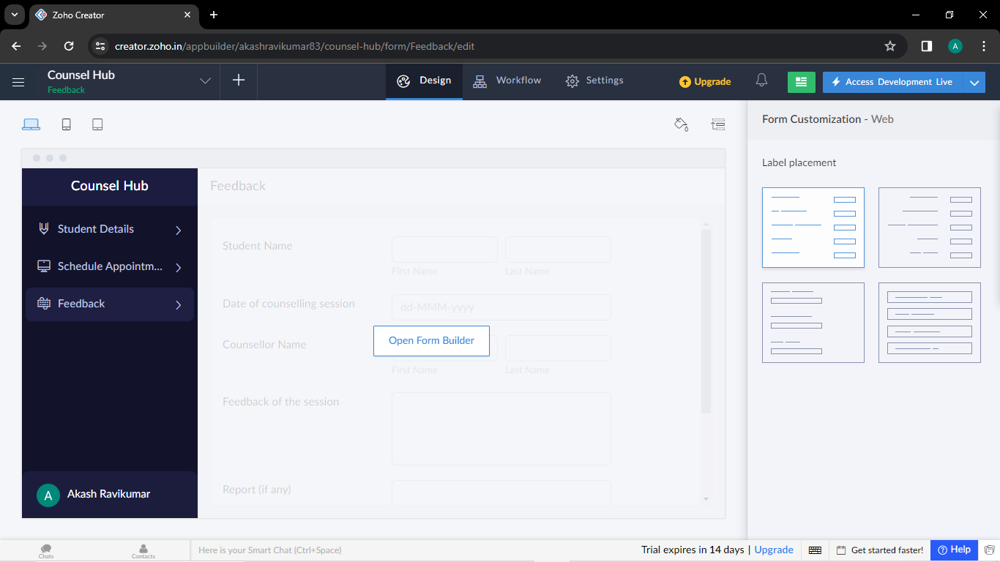 Zoho Creator
creator.zoho.in/appbuilder/akashravikumar83/counsel-hub/form/Feedback/edit
A
Counsel Hub
Feedback
Design
Workflow
Settings
Upgrade
Access Development Live
Form Customization - Web
Label placement
Counsel Hub
Student Details
Schedule Appointm...
Feedback
A
Akash Ravikumar
Feedback
Student Name
First Name
Last Name
Date of counselling session
dd-MMM-yyyy
Counsellor Name
Open Form Builder
First Name
Last Name
Feedback of the session
Report (if any)
Chats
Contacts
Here is your Smart Chat (Ctrl+Space)
Trial expires in 14 days | Upgrade
Get started faster!
Help